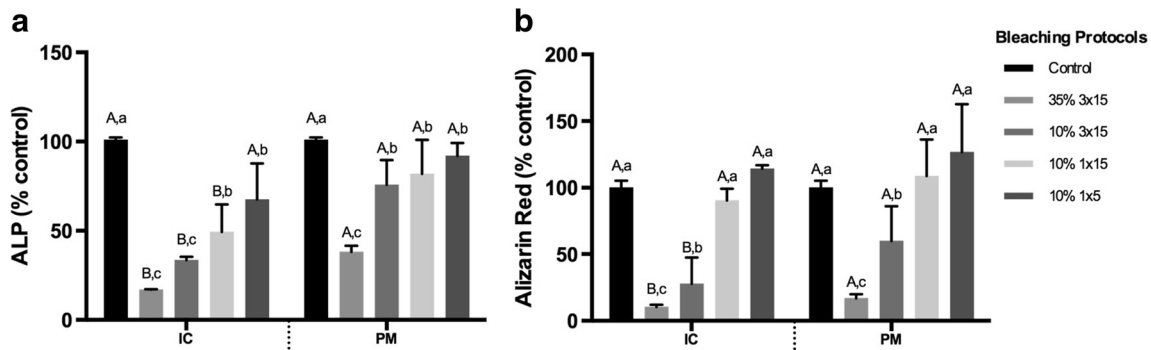 a
ALP (% control)
150
100
50
0
A,a
B,c
B,c
B,b
A,b
A,a
A,c
A,b
A,b
A,b
IC
PM
b
Alizarin Red (% control)
200
150
100
50
0
A,a
B,c
B,b
A,a
A,a
A,a
A,c
A,b
A,a
A,a
IC
PM
Bleaching Protocols
Control
35% 3x15
10% 3x15
10% 1x15
10% 1x5